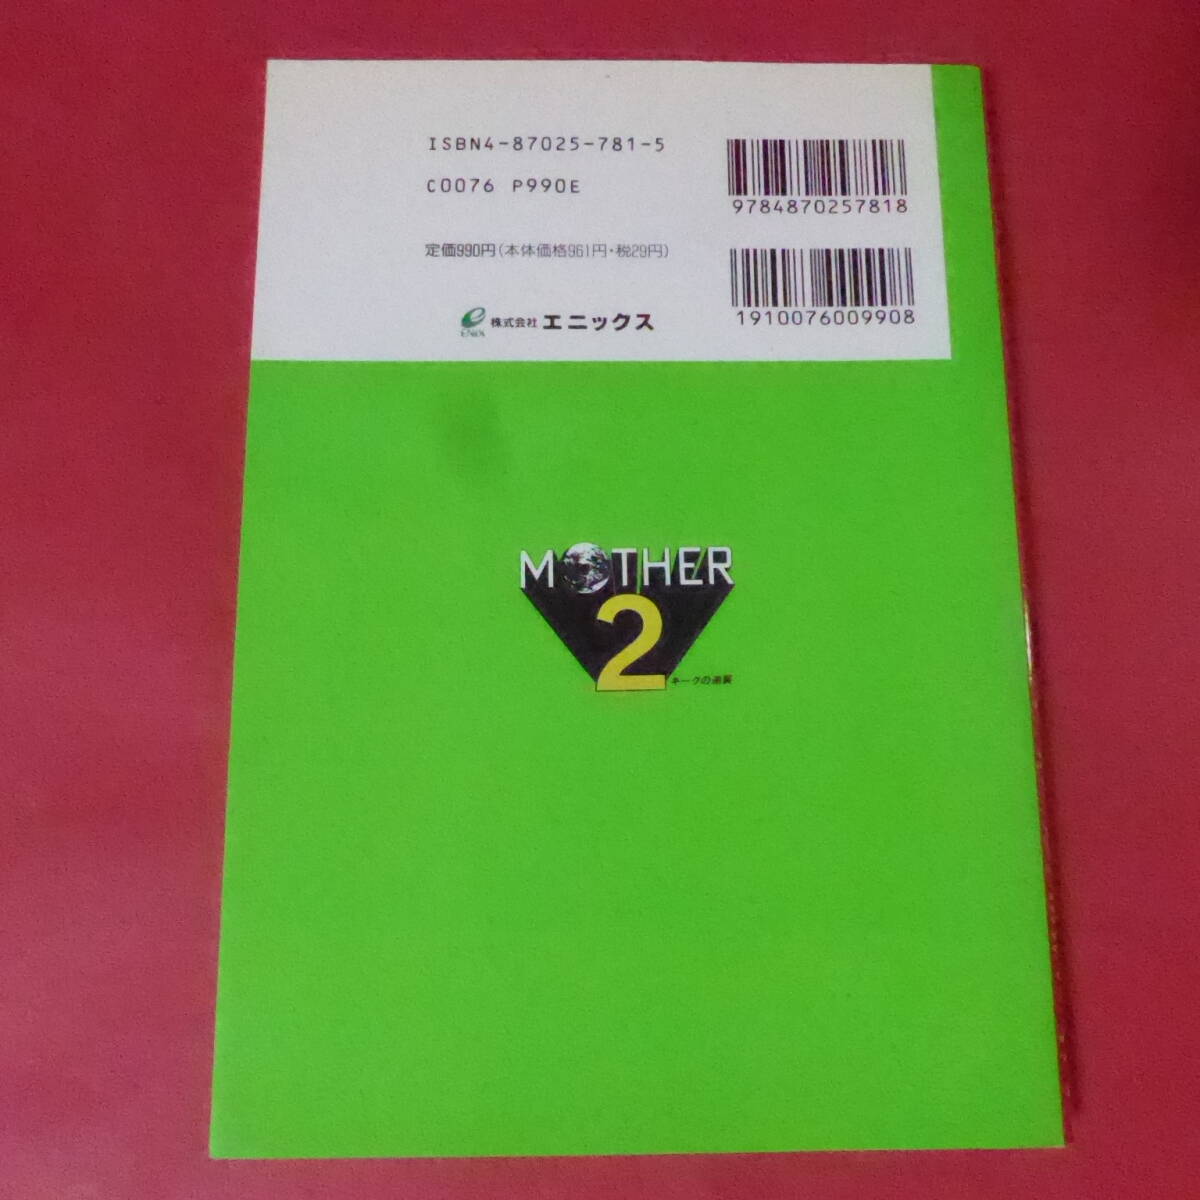 ISBN4-87025-781-5
C0076 P990E
定価990円(本体価格961円・税29円)
ENIX 株式会社 エニックス
9784870257818
1910076009908
MOTHER
2
ギーグの逆襲